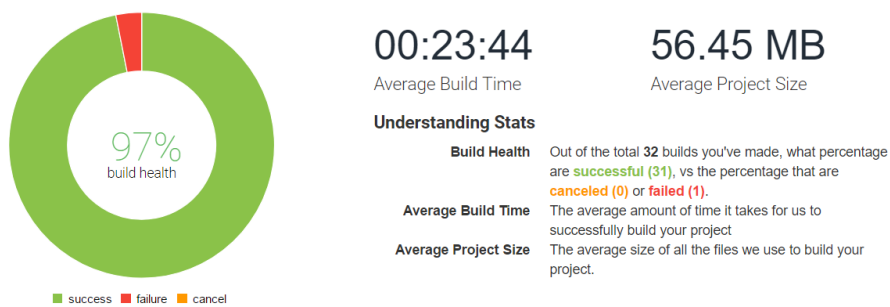 97%
build health
success failure cancel
00:23:44
Average Build Time
56.45 MB
Average Project Size
Understanding Stats
Build Health
Out of the total 32 builds you've made, what percentage
are successful (31), vs the percentage that are
canceled (0) or failed (1).
Average Build Time
The average amount of time it takes for us to
successfully build your project
Average Project Size
The average size of all the files we use to build your
project.